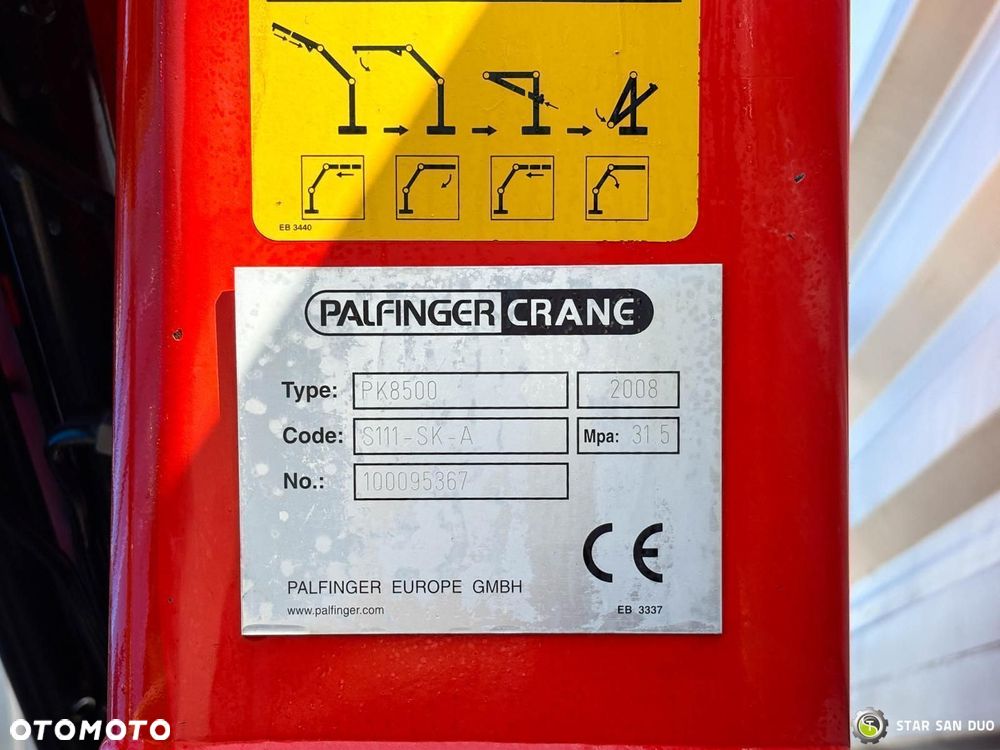 EB 3440
PALFINGER CRANE
Type: PK8500 2008
Code: S111-SK-A Mpa: 31.5
No.: 100095367
CE
PALFINGER EUROPE GMBH
www.palfinger.com EB 3337
OTOMOTO
STAR SAN DUO